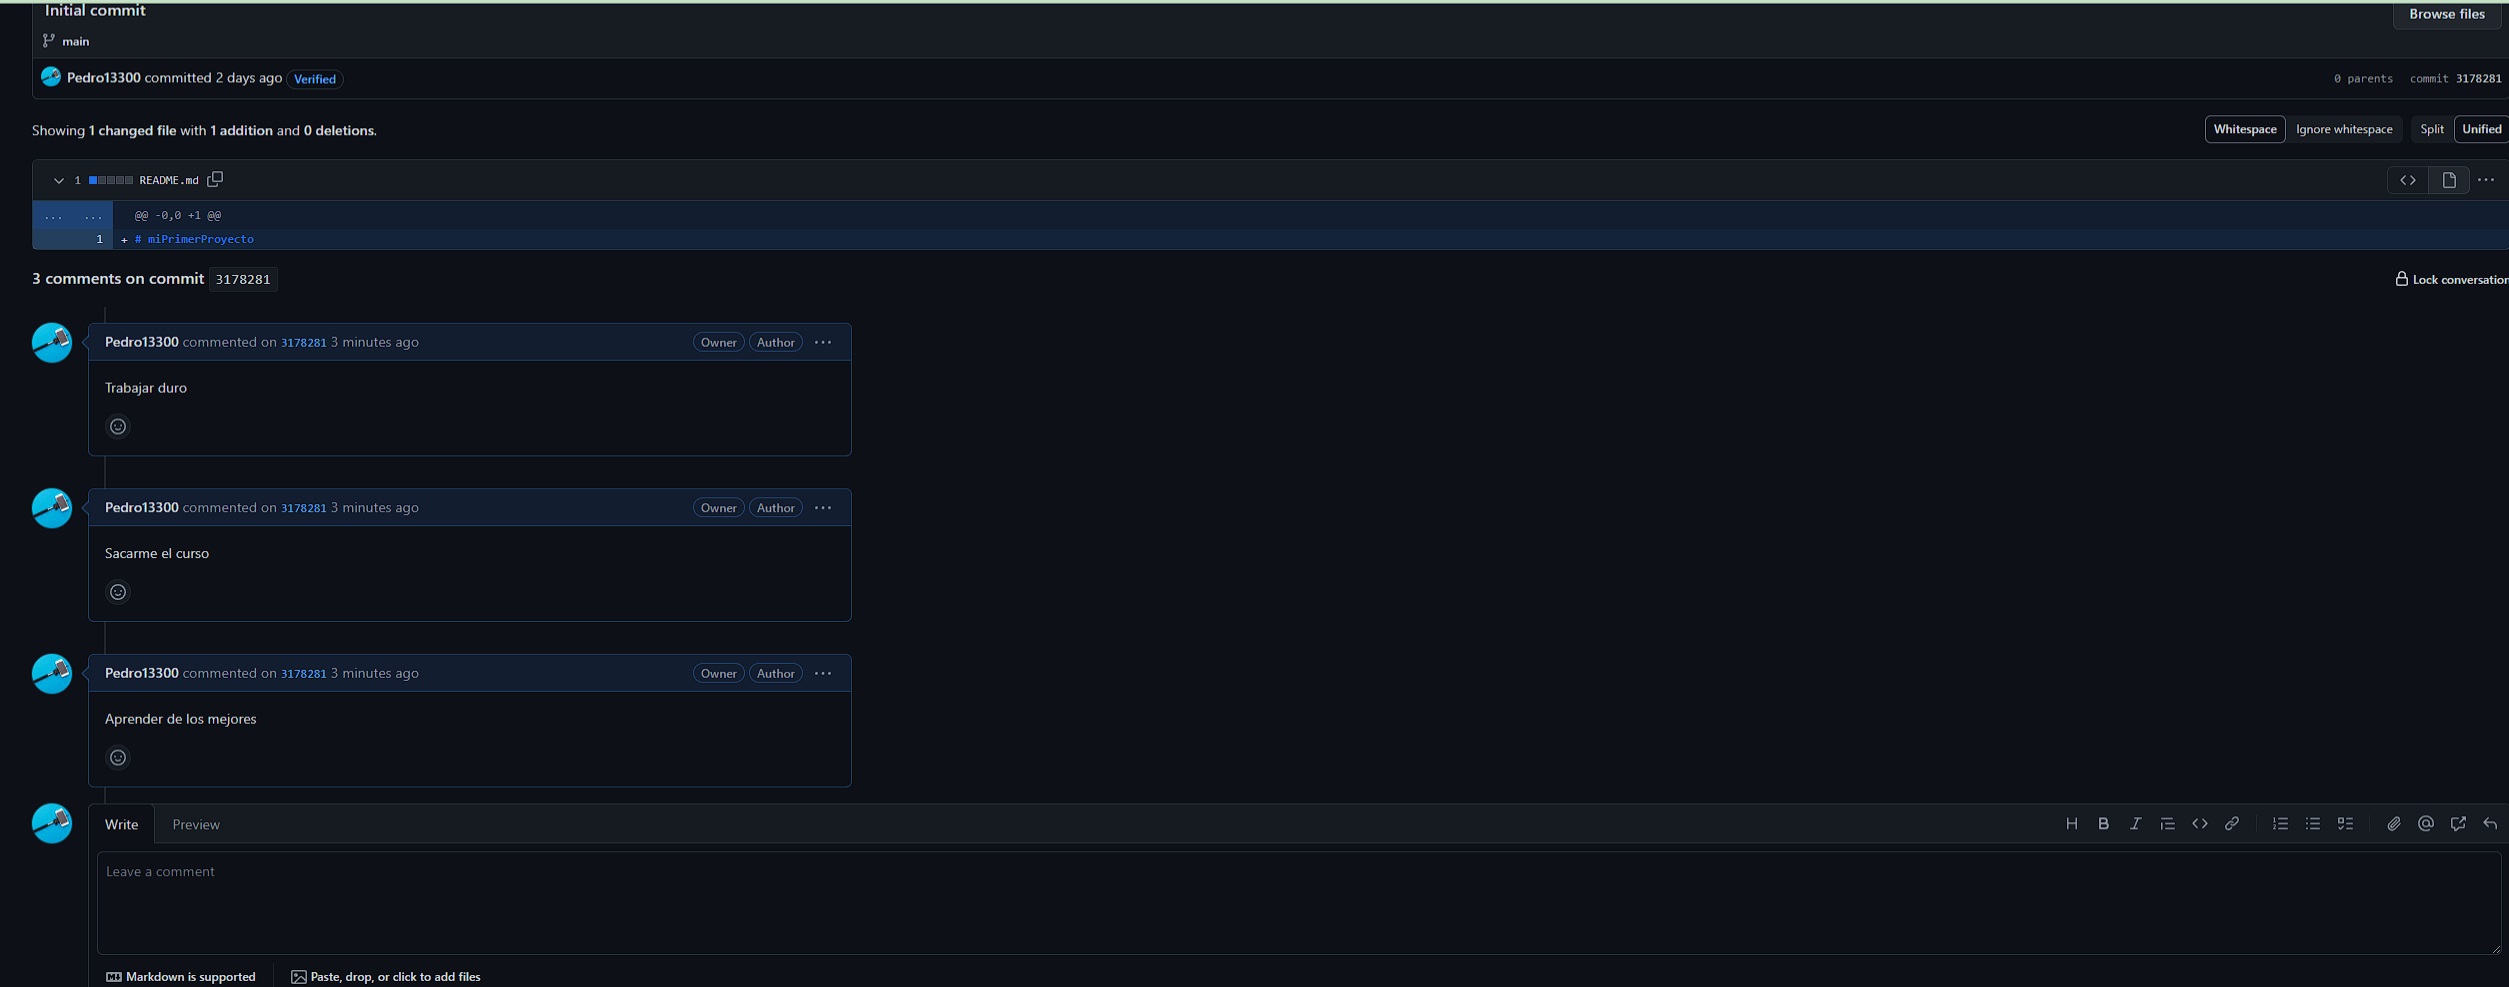 Initial commit
Browse files
main
Pedro13300 committed 2 days ago Verified
0 parents commit 3178281
Showing 1 changed file with 1 addition and 0 deletions.
Whitespace Ignore whitespace Split Unified
1 README.md
... ... @@ -0,0 +1 @@
1 + # miPrimerProyecto
3 comments on commit 3178281
Lock conversation
Pedro13300 commented on 3178281 3 minutes ago Owner Author
Trabajar duro
Pedro13300 commented on 3178281 3 minutes ago Owner Author
Sacarme el curso
Pedro13300 commented on 3178281 3 minutes ago Owner Author
Aprender de los mejores
Write Preview
Leave a comment
Markdown is supported Paste, drop, or click to add files